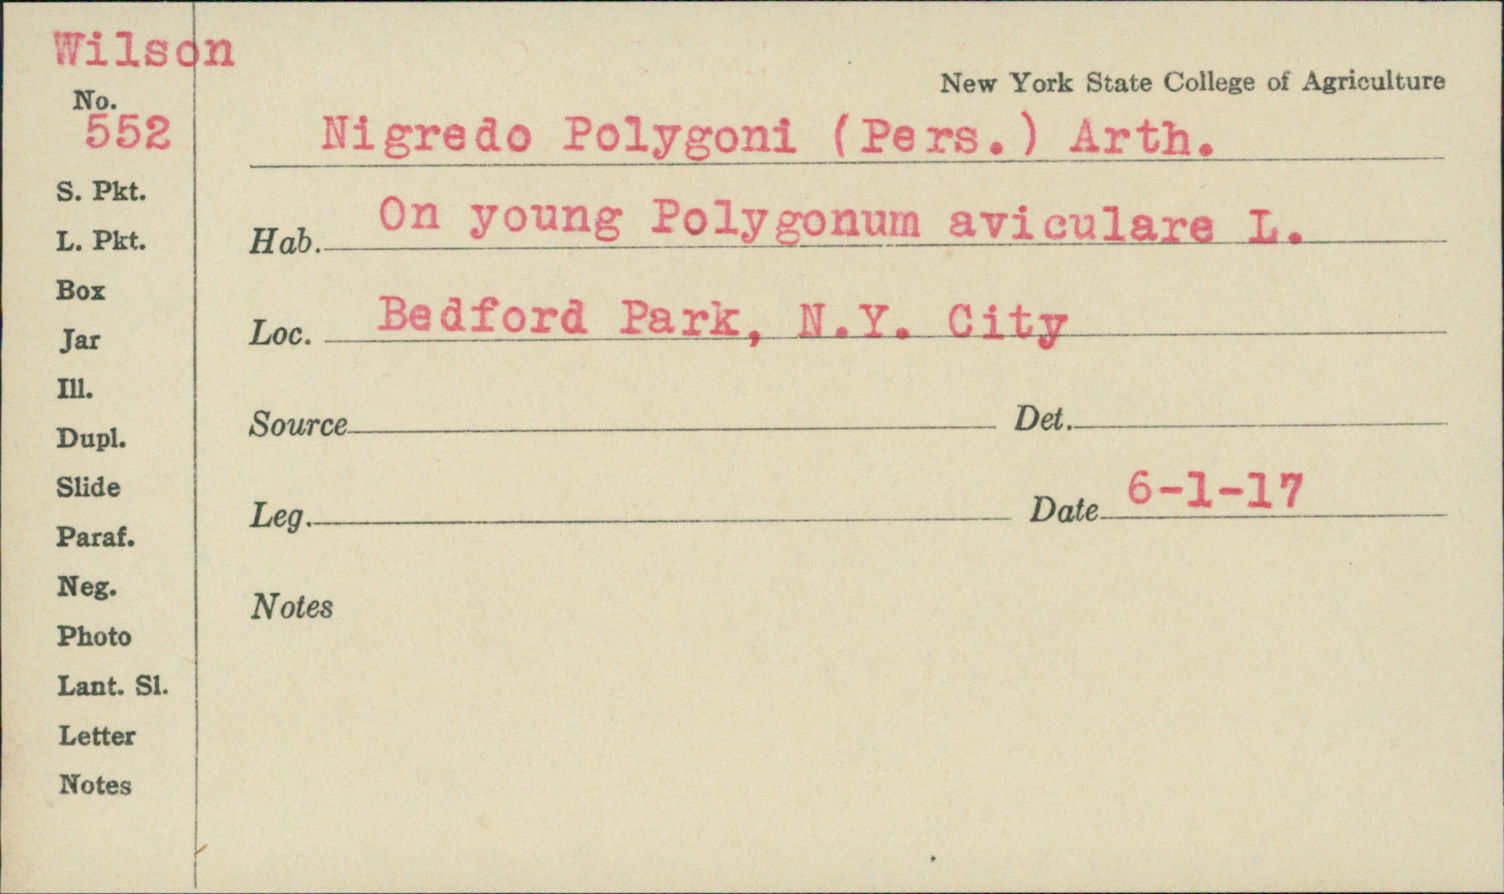 Wilson
New York State College of Agriculture
No.
552
Nigredo Polygoni (Pers.) Arth.
S. Pkt.
Hab. On young Polygonum aviculare L.
L. Pkt.
Box
Loc. Bedford Park, N.Y. City
Jar
Ill.
Source Det.
Dupl.
Slide
Leg. Date 6-1-17
Paraf.
Neg.
Notes
Photo
Lant. Sl.
Letter
Notes